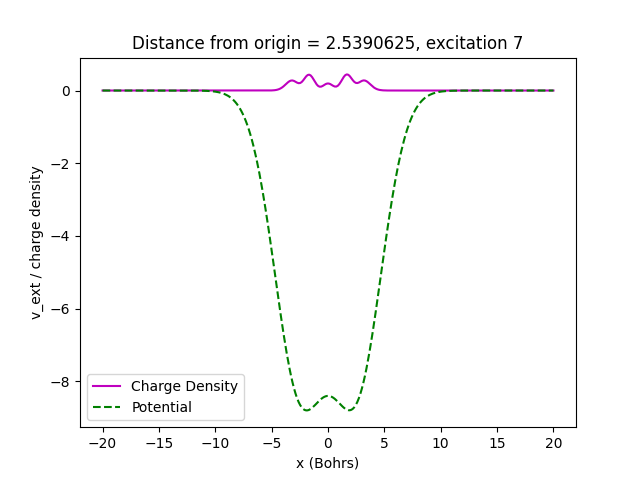 Distance from origin = 2.5390625, excitation 7
v_ext / charge density
0
−2
−4
−6
−8
Charge Density
Potential
−20
−15
−10
−5
0
5
10
15
20
x (Bohrs)